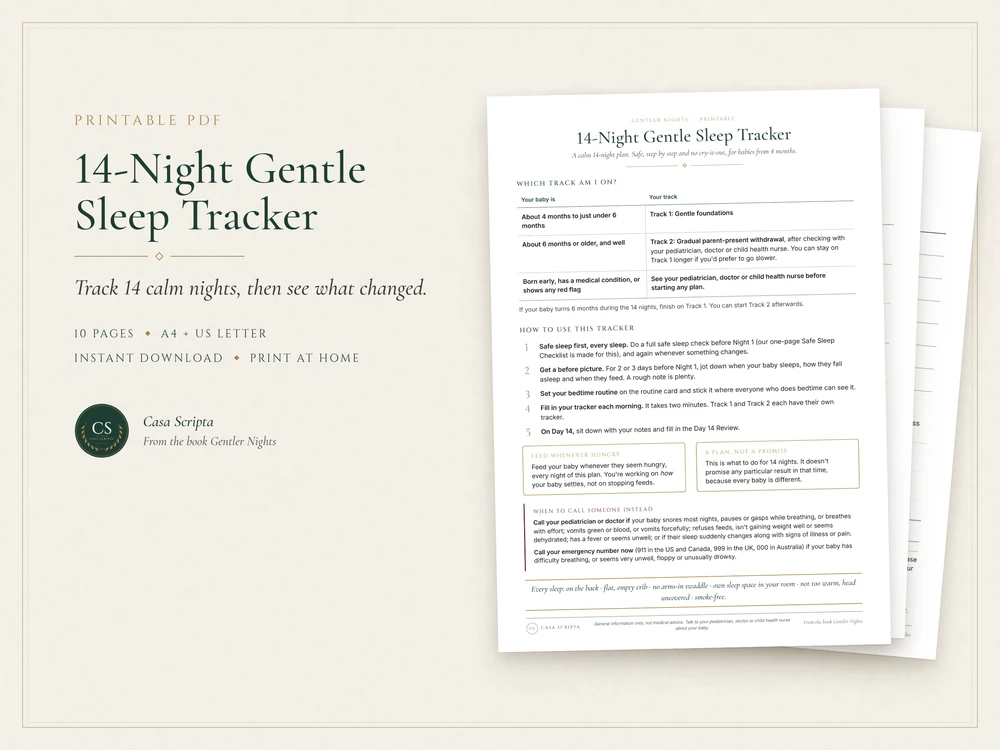 PRINTABLE PDF
14-Night Gentle
Sleep Tracker
Track 14 calm nights, then see what changed.
10 PAGES ◆ A4 + US LETTER
INSTANT DOWNLOAD ◆ PRINT AT HOME
CS
CASA SCRIPTA
Casa Scripta
From the book Gentler Nights
GENTLER NIGHTS · PRINTABLE
14-Night Gentle Sleep Tracker
A calm 14-night plan. Safe, step by step and no cry-it-out, for babies from 4 months.
WHICH TRACK AM I ON?
Your baby is
Your track
About 4 months to just under 6
months
Track 1: Gentle foundations
About 6 months or older, and well
Track 2: Gradual parent-present withdrawal, after checking with
your pediatrician, doctor or child health nurse. You can stay on
Track 1 longer if you'd prefer to go slower.
Born early, has a medical condition, or
shows any red flag
See your pediatrician, doctor or child health nurse before
starting any plan.
If your baby turns 6 months during the 14 nights, finish on Track 1. You can start Track 2 afterwards.
HOW TO USE THIS TRACKER
1 Safe sleep first, every sleep. Do a full safe sleep check before Night 1 (our one-page Safe Sleep
Checklist is made for this), and again whenever something changes.
2 Get a before picture. For 2 or 3 days before Night 1, jot down when your baby sleeps, how they fall
asleep and when they feed. A rough note is plenty.
3 Set your bedtime routine on the routine card and stick it where everyone who does bedtime can see it.
4 Fill in your tracker each morning. It takes two minutes. Track 1 and Track 2 each have their own
tracker.
5 On Day 14, sit down with your notes and fill in the Day 14 Review.
FEED WHENEVER HUNGRY
Feed your baby whenever they seem hungry,
every night of this plan. You're working on how
your baby settles, not on stopping feeds.
A PLAN, NOT A PROMISE
This is what to do for 14 nights. It doesn't
promise any particular result in that time,
because every baby is different.
WHEN TO CALL SOMEONE INSTEAD
Call your pediatrician or doctor if your baby snores most nights, pauses or gasps while breathing, or breathes
with effort; vomits green or blood, or vomits forcefully; refuses feeds, isn't gaining weight well or seems
dehydrated; has a fever or seems unwell; or if their sleep suddenly changes along with signs of illness or pain.
Call your emergency number now (911 in the US and Canada, 999 in the UK, 000 in Australia) if your baby has
difficulty breathing, or seems very unwell, floppy or unusually drowsy.
Every sleep: on the back · flat, empty crib · no arms-in swaddle · own sleep space in your room · not too warm, head
uncovered · smoke-free.
CS CASA SCRIPTA
General information only, not medical advice. Talk to your pediatrician, doctor or child health nurse
about your baby.
From the book Gentler Nights